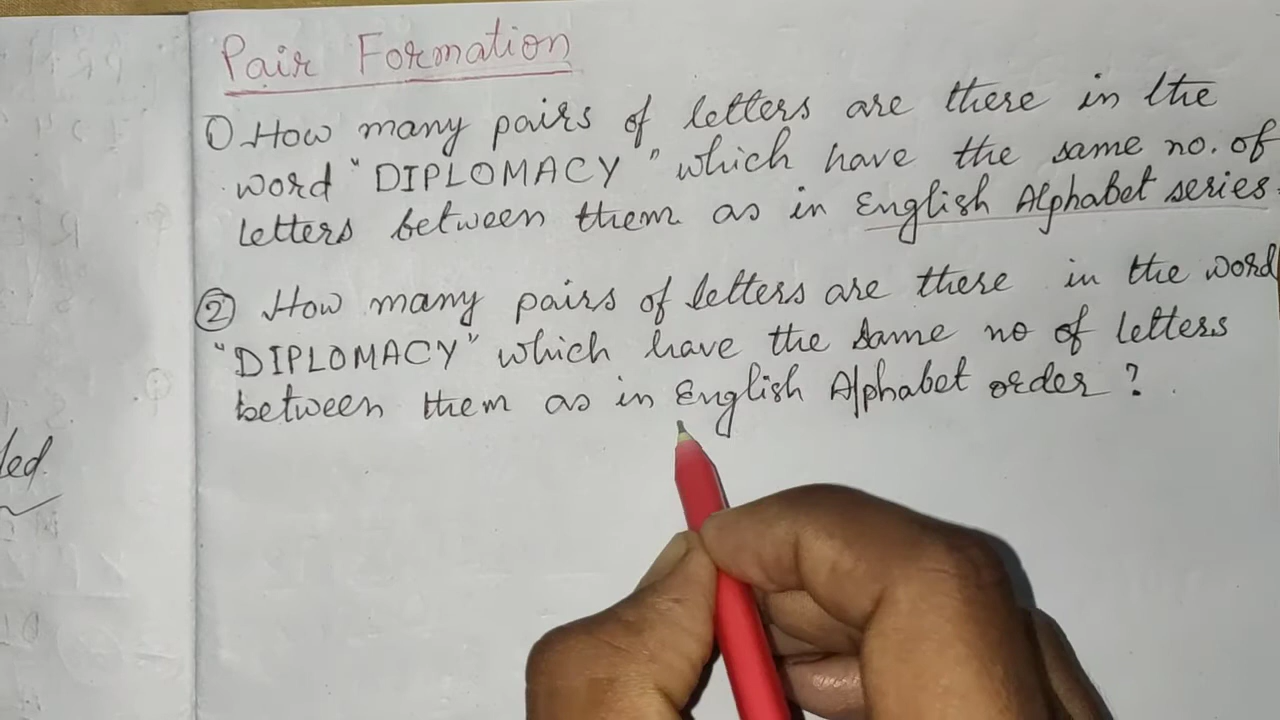 Pair Formation
1) How many pairs of letters are there in the
word "DIPLOMACY" which have the same no. of
letters between them as in English Alphabet series.
2) How many pairs of letters are there in the word
"DIPLOMACY" which have the same no of letters
between them as in English Alphabet order?